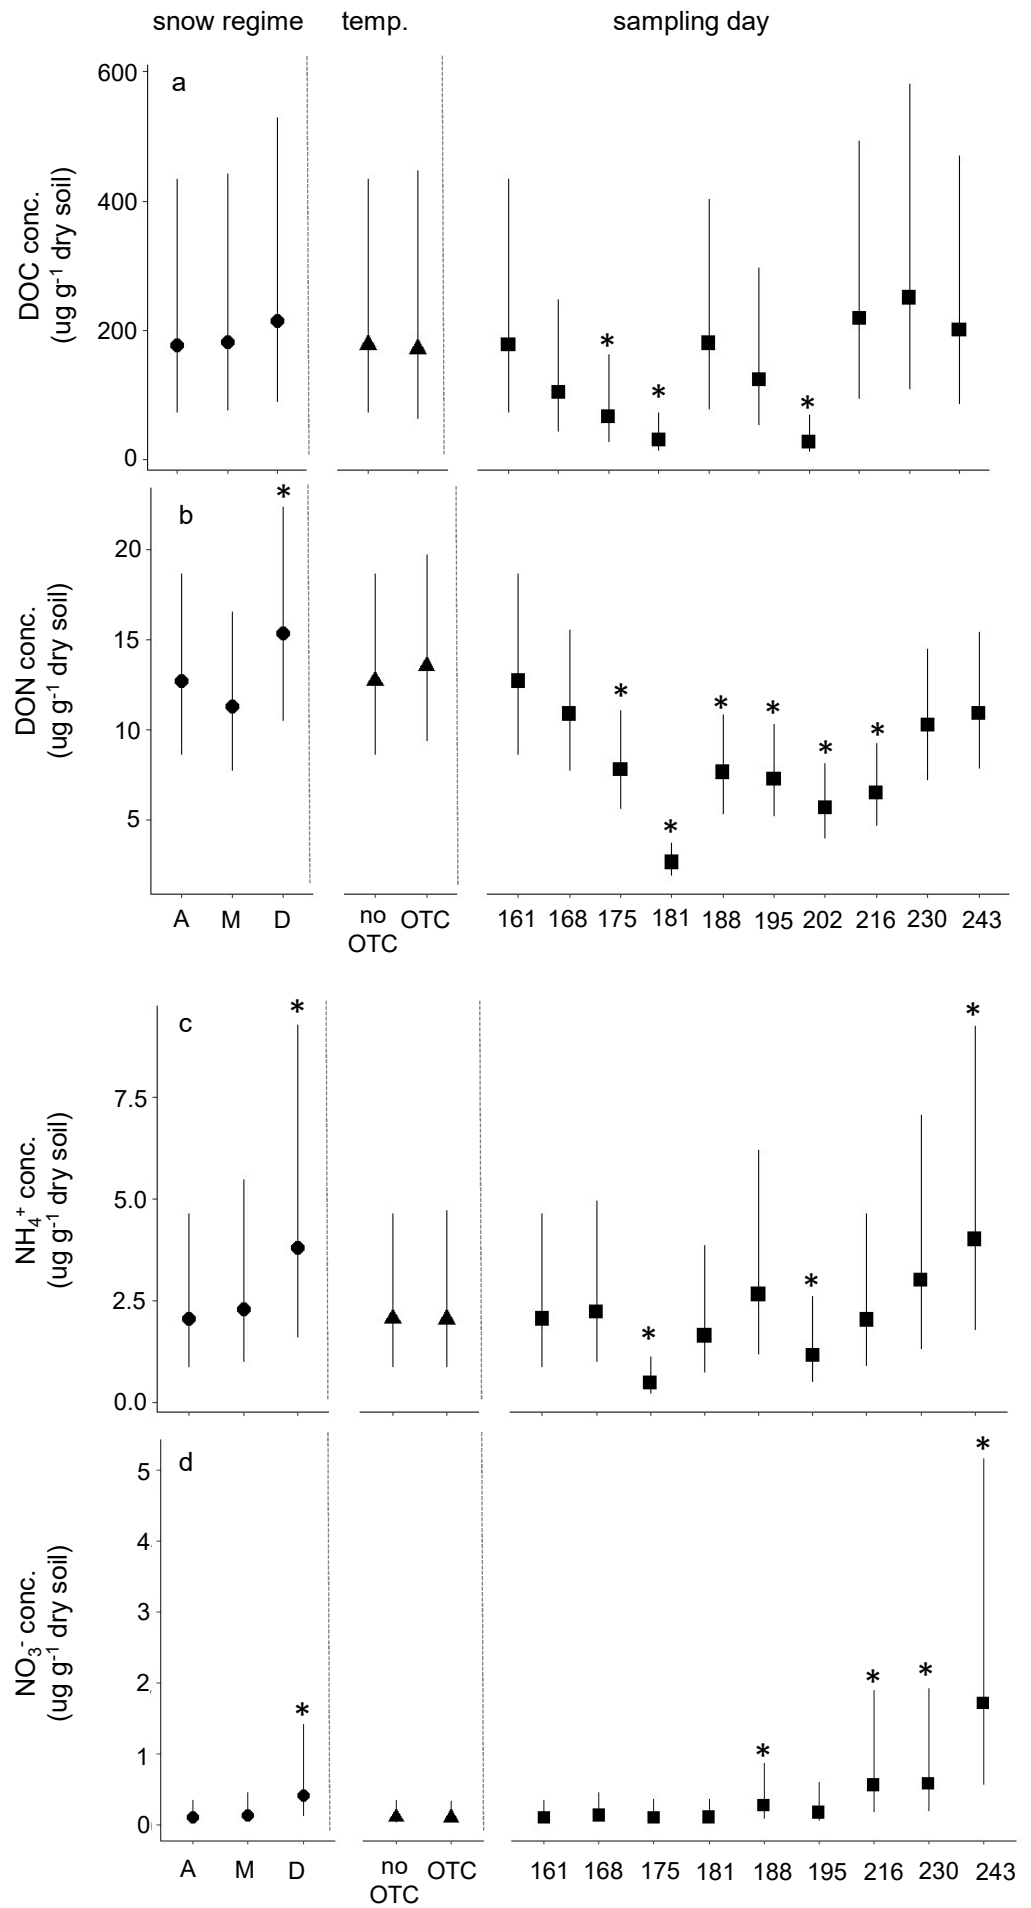 snow regime temp. sampling day
a
DOC conc.
(ug g⁻¹ dry soil)
600
400
200
0
* * *
b
DON conc.
(ug g⁻¹ dry soil)
20
15
10
5
*
* * * * * *
A M D no OTC OTC 161 168 175 181 188 195 202 216 230 243
c
NH₄⁺ conc.
(ug g⁻¹ dry soil)
7.5
5.0
2.5
0.0
*
* * *
d
NO₃⁻ conc.
(ug g⁻¹ dry soil)
5
4
3
2
1
0
*
* * * *
A M D no OTC OTC 161 168 175 181 188 195 216 230 243